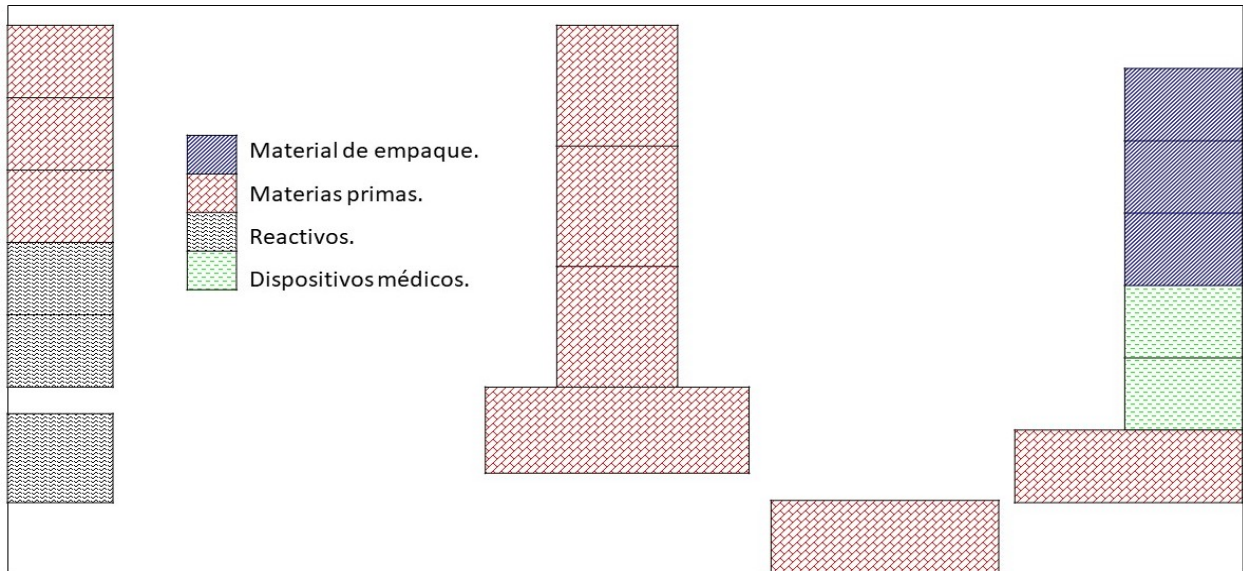 Material de empaque.
Materias primas.
Reactivos.
Dispositivos médicos.